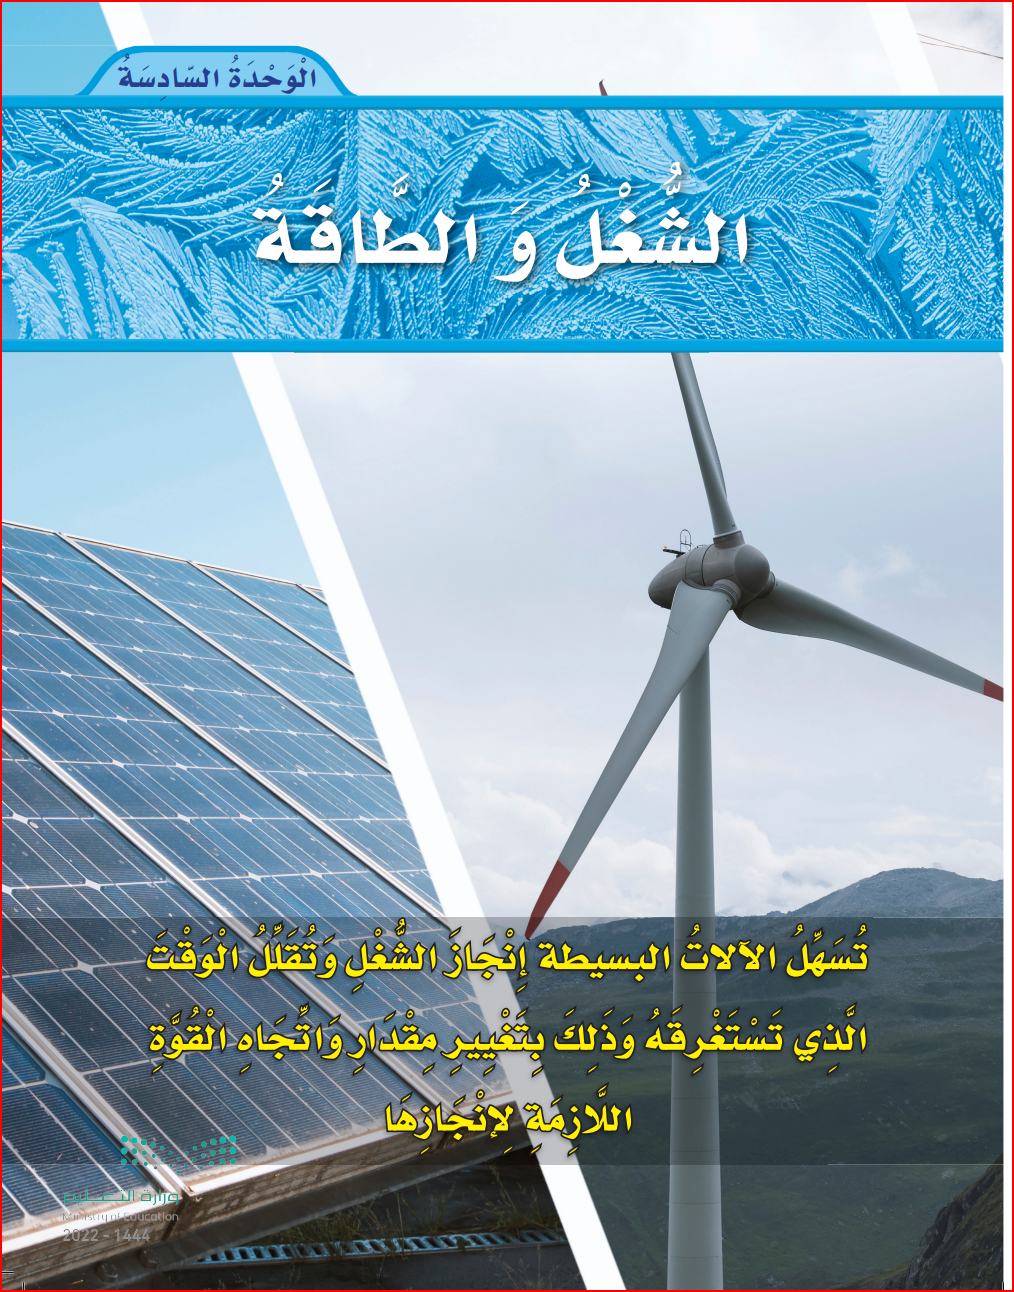 الْوَحْدَةُ السّادِسَةُ
الشُّغْلُ وَ الطَّاقَةُ
تُسَهِّلُ الآلاتُ البسيطة إِنْجَازَ الشُّغْلِ وَتُقَلِّلُ الْوَقْتَ
الَّذِي تَسْتَغْرِقَهُ وَذَلِكَ بِتَغْيِيرِ مِقْدَارِ وَاتِّجَاهِ الْقُوَّةِ
اللَّازِمَةِ لِإنْجَازِهَا
وزارة التعليم
Ministry of Education
2022 - 1444